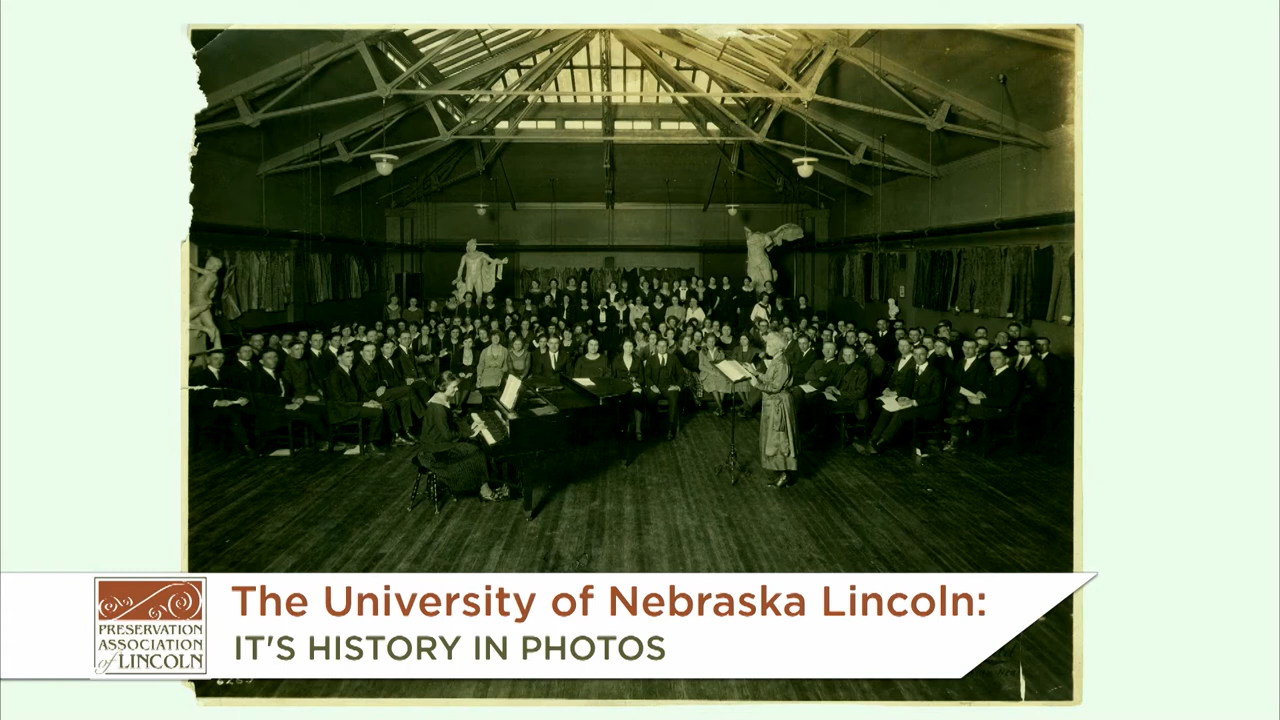 The University of Nebraska Lincoln:
IT'S HISTORY IN PHOTOS
PRESERVATION
ASSOCIATION
of LINCOLN